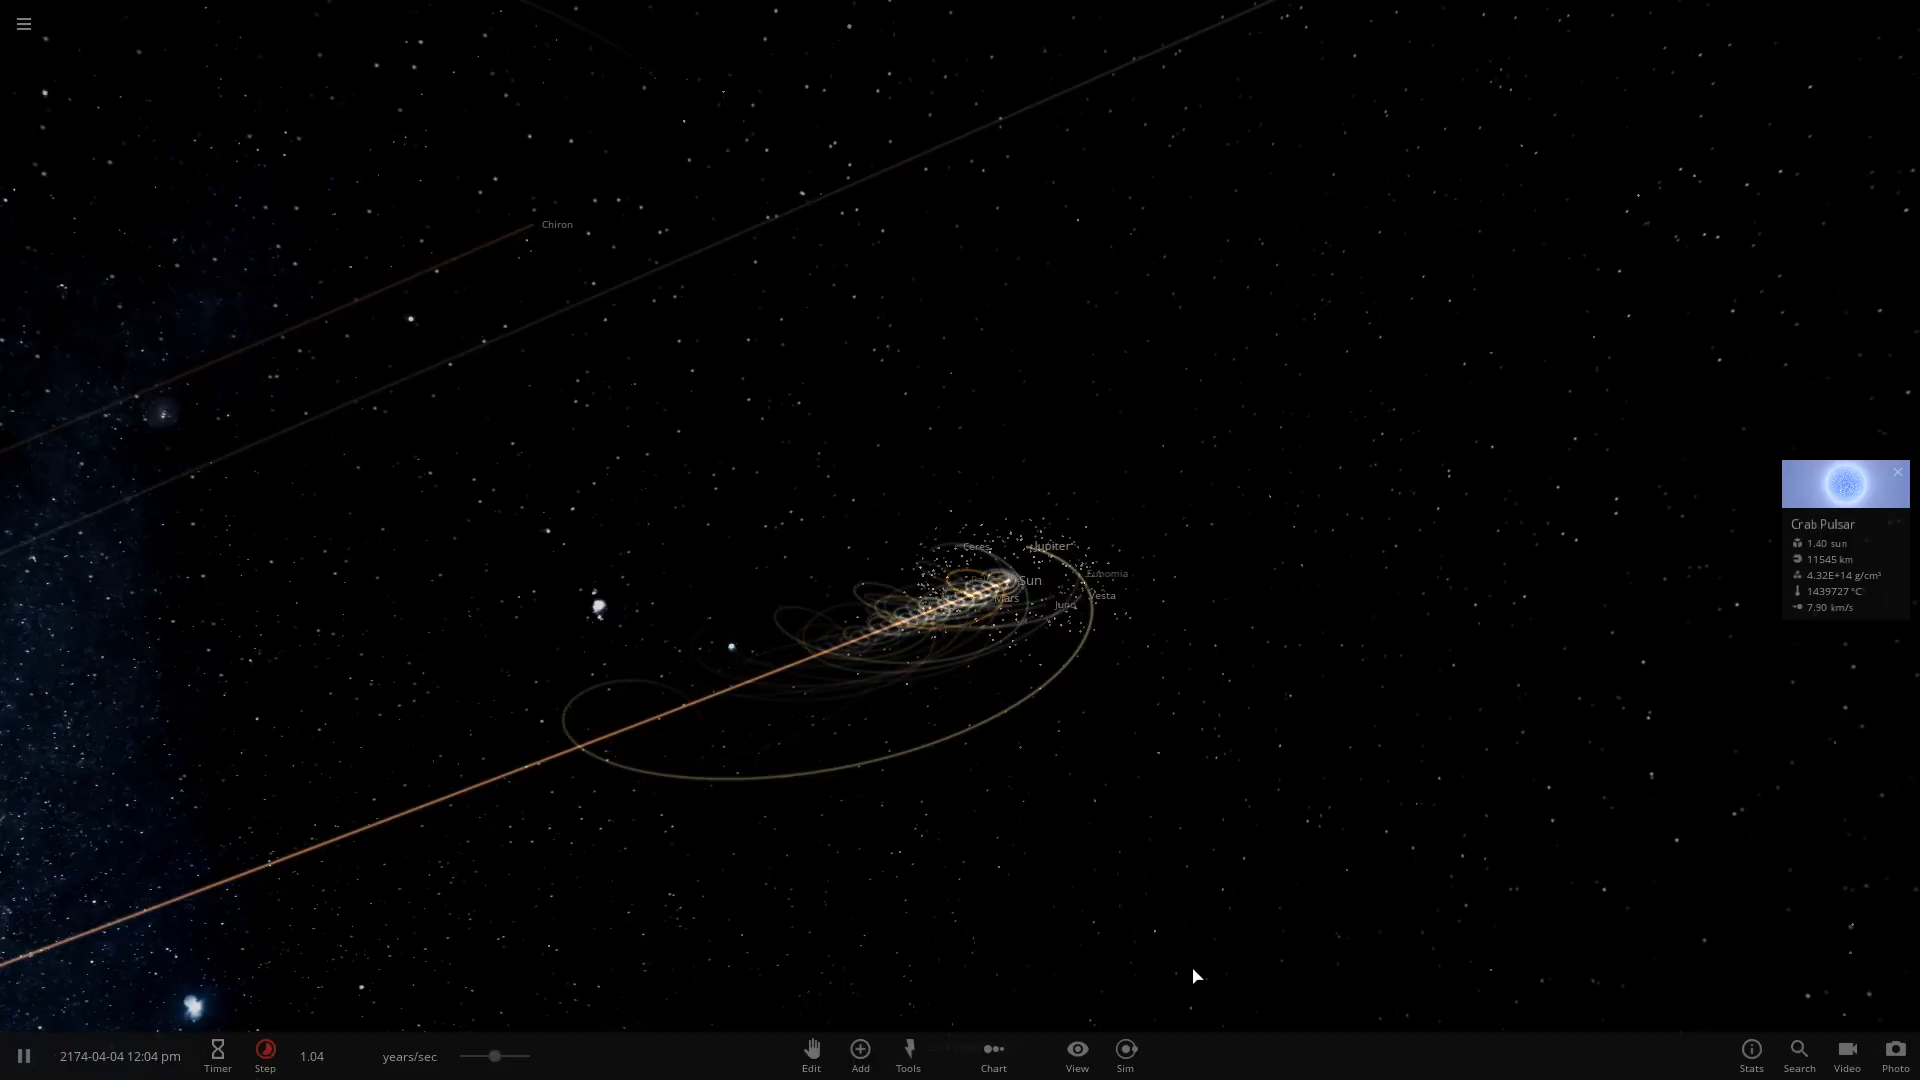 Chiron
Ceres
Jupiter
Eunomia
Sun
Vesta
Mars
Juno
Crab Pulsar
1.40 sun
11545 km
4.32E+14 g/cm³
1439727 °C
7.90 km/s
2174-04-04 12:04 pm
Timer
Step
1.04
years/sec
Edit
Add
Tools
Chart
View
Sim
Stats
Search
Video
Photo